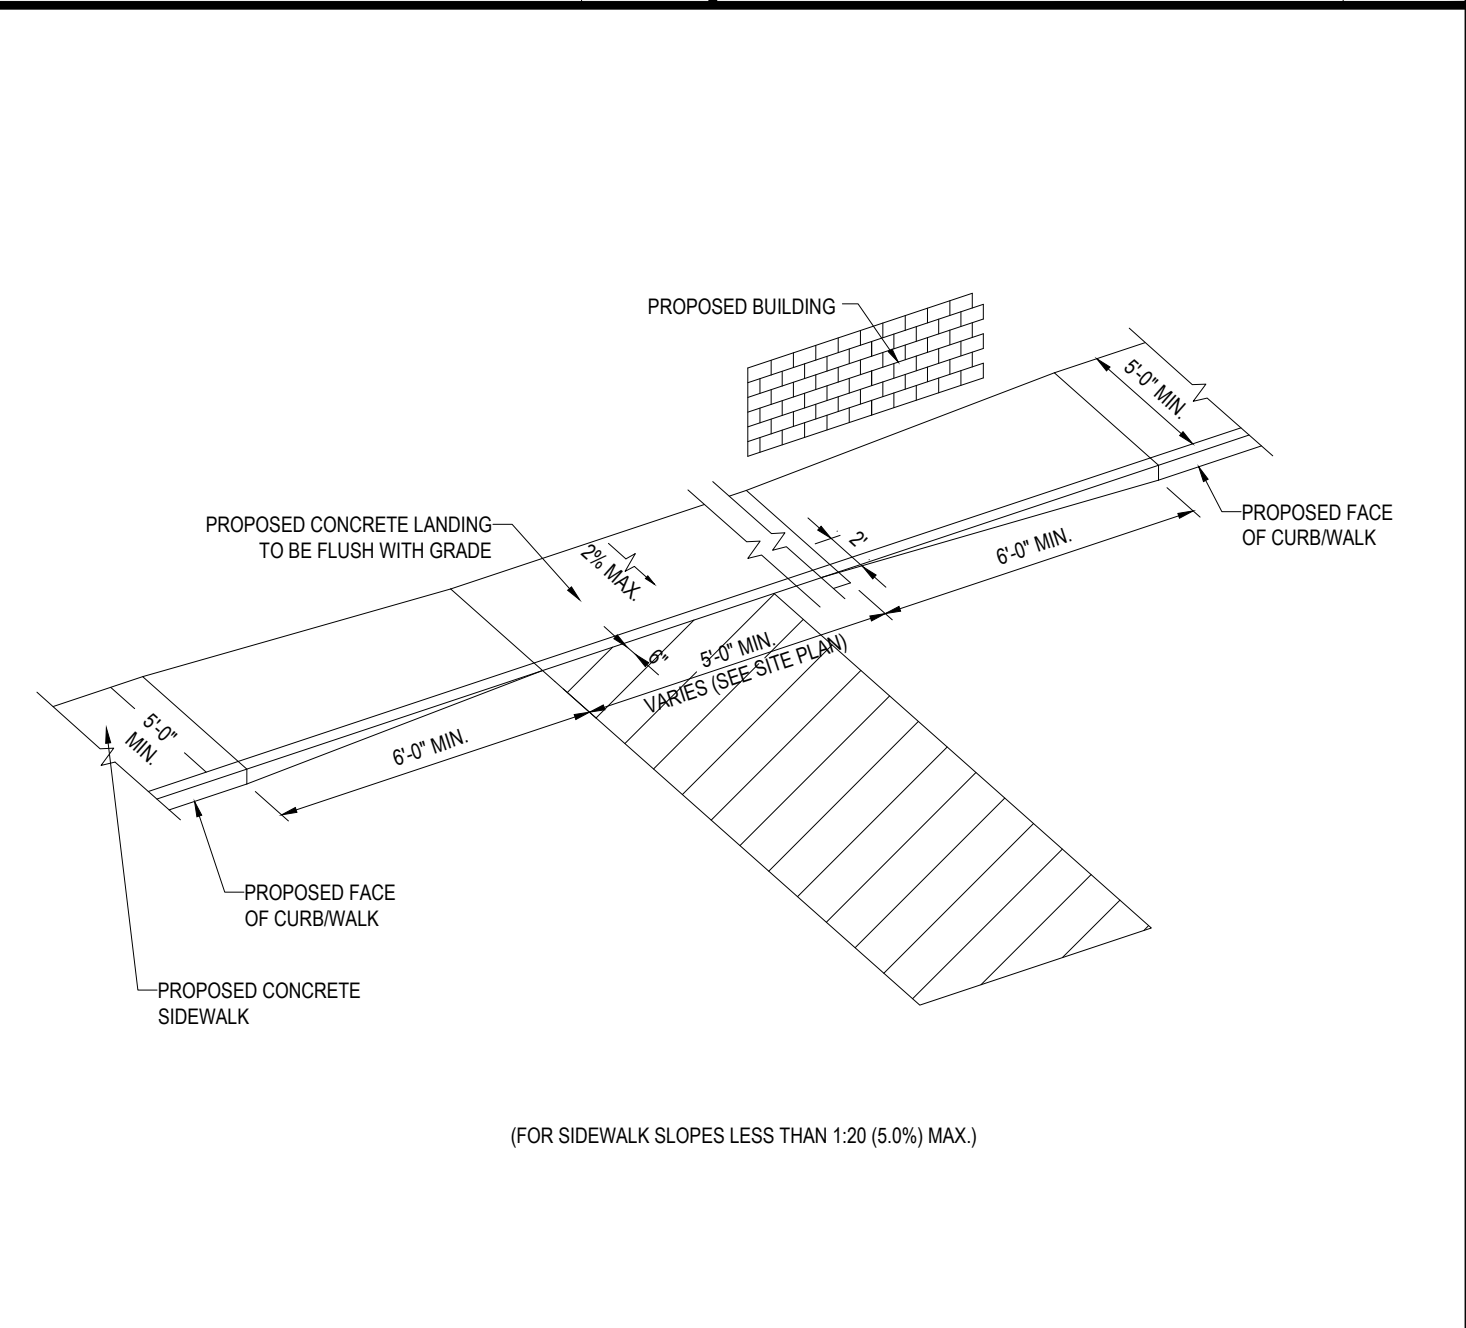 PROPOSED BUILDING
5'-0" MIN.
PROPOSED CONCRETE LANDING
TO BE FLUSH WITH GRADE
2% MAX.
2'
6'-0" MIN.
PROPOSED FACE
OF CURB/WALK
6"
5'-0" MIN.
VARIES (SEE SITE PLAN)
5'-0"
MIN.
6'-0" MIN.
PROPOSED FACE
OF CURB/WALK
PROPOSED CONCRETE
SIDEWALK
(FOR SIDEWALK SLOPES LESS THAN 1:20 (5.0%) MAX.)